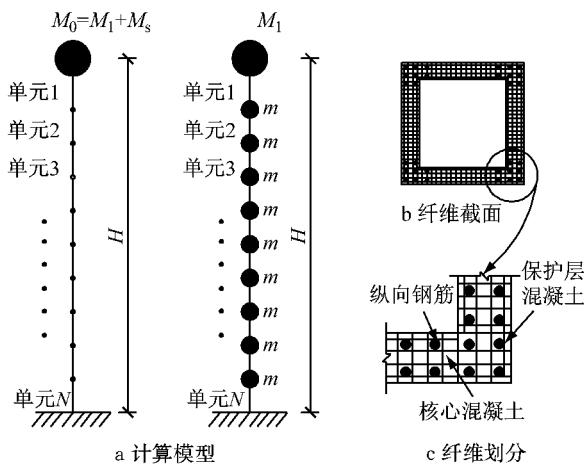 M₀=M₁+Mₛ
M₁
单元1
单元2
单元3
单元N
H
单元1
单元2
单元3
单元N
m
m
m
m
m
m
m
m
m
H
a 计算模型
b 纤维截面
纵向钢筋
保护层
混凝土
核心混凝土
c 纤维划分